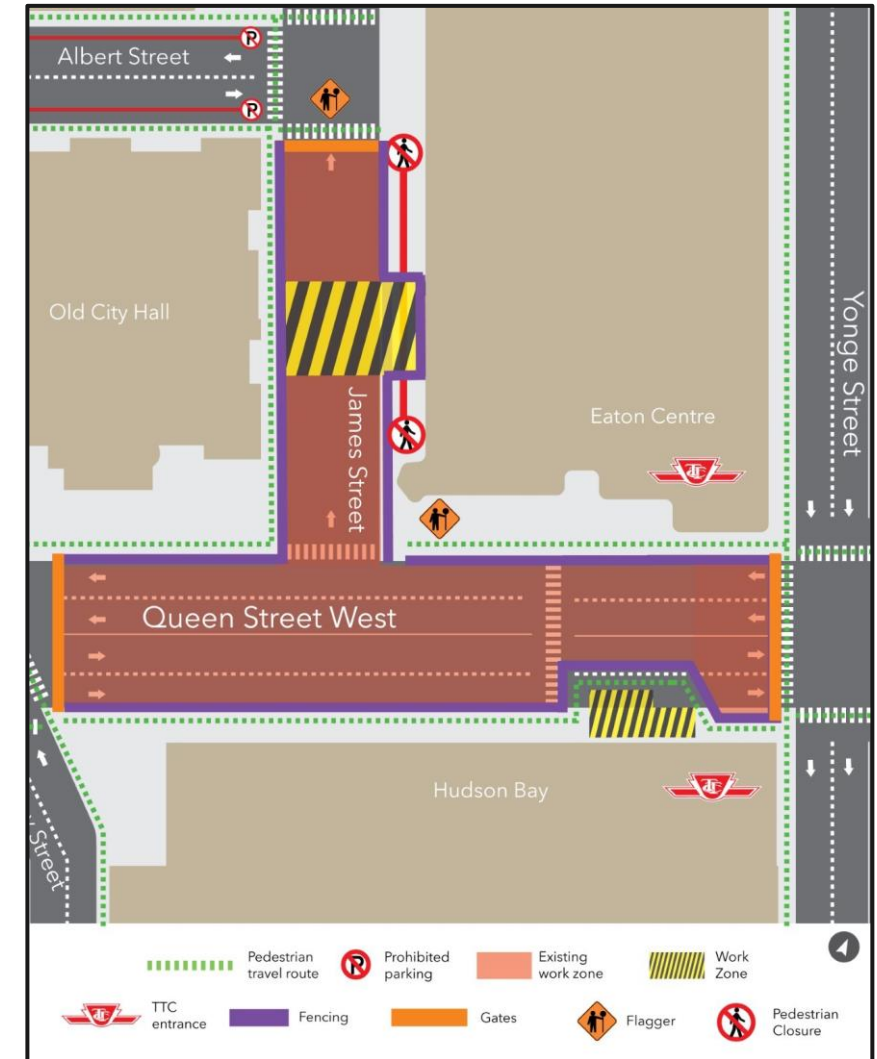 Albert Street
Old City Hall
James Street
Eaton Centre
Yonge Street
Queen Street West
Hudson Bay
Street
Pedestrian
travel route
Prohibited
parking
Existing
work zone
Work
Zone
TTC
entrance
Fencing
Gates
Flagger
Pedestrian
Closure